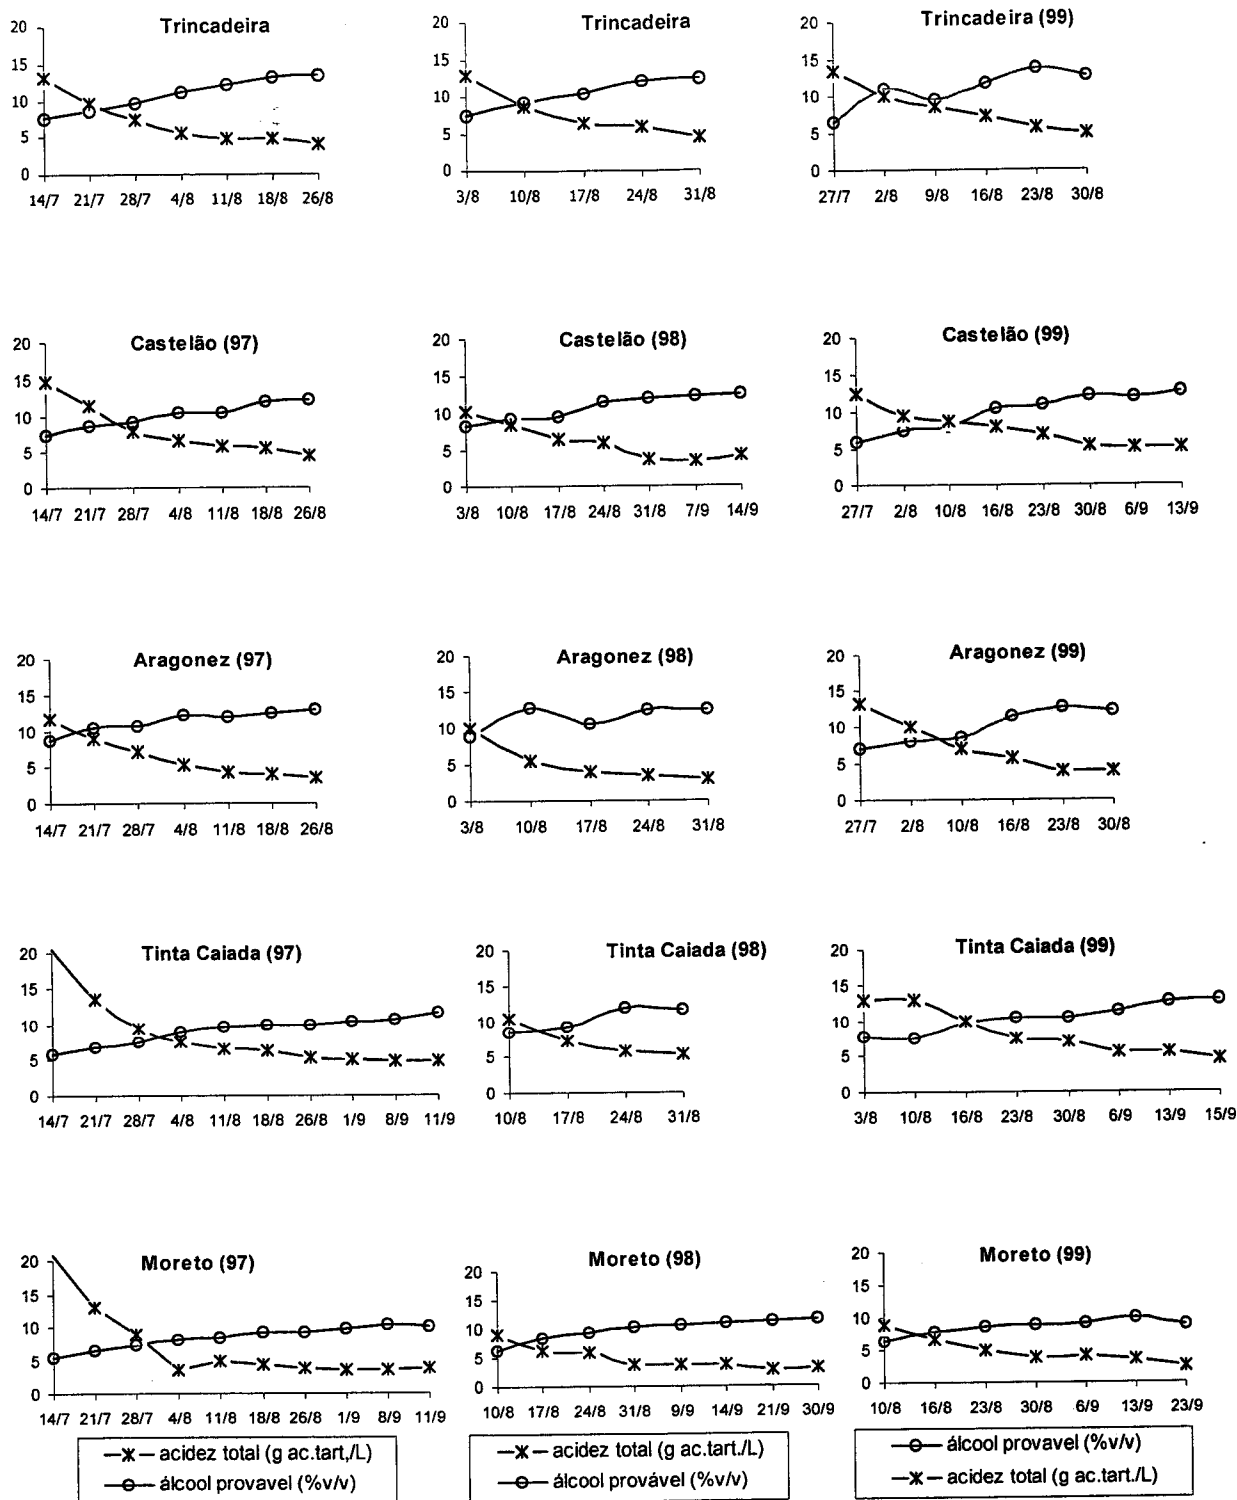 Trincadeira
20
15
10
5
0
14/7 21/7 28/7 4/8 11/8 18/8 26/8
Trincadeira
20
15
10
5
0
3/8 10/8 17/8 24/8 31/8
Trincadeira (99)
20
15
10
5
0
27/7 2/8 9/8 16/8 23/8 30/8
Castelão (97)
20
15
10
5
0
14/7 21/7 28/7 4/8 11/8 18/8 26/8
Castelão (98)
20
15
10
5
0
3/8 10/8 17/8 24/8 31/8 7/9 14/9
Castelão (99)
20
15
10
5
0
27/7 2/8 10/8 16/8 23/8 30/8 6/9 13/9
Aragonez (97)
20
15
10
5
0
14/7 21/7 28/7 4/8 11/8 18/8 26/8
Aragonez (98)
20
15
10
5
0
3/8 10/8 17/8 24/8 31/8
Aragonez (99)
20
15
10
5
0
27/7 2/8 10/8 16/8 23/8 30/8
Tinta Caiada (97)
20
15
10
5
0
14/7 21/7 28/7 4/8 11/8 18/8 26/8 1/9 8/9 11/9
Tinta Caiada (98)
20
15
10
5
0
10/8 17/8 24/8 31/8
Tinta Caiada (99)
20
15
10
5
0
3/8 10/8 16/8 23/8 30/8 6/9 13/9 15/9
Moreto (97)
20
15
10
5
0
14/7 21/7 28/7 4/8 11/8 18/8 26/8 1/9 8/9 11/9
acidez total (g ac.tart,/L)
álcool provavel (%v/v)
Moreto (98)
20
15
10
5
0
10/8 17/8 24/8 31/8 9/9 14/9 21/9 30/9
acidez total (g ac.tart./L)
álcool provável (%v/v)
Moreto (99)
20
15
10
5
0
10/8 16/8 23/8 30/8 6/9 13/9 23/9
álcool provavel (%v/v)
acidez total (g ac.tart./L)